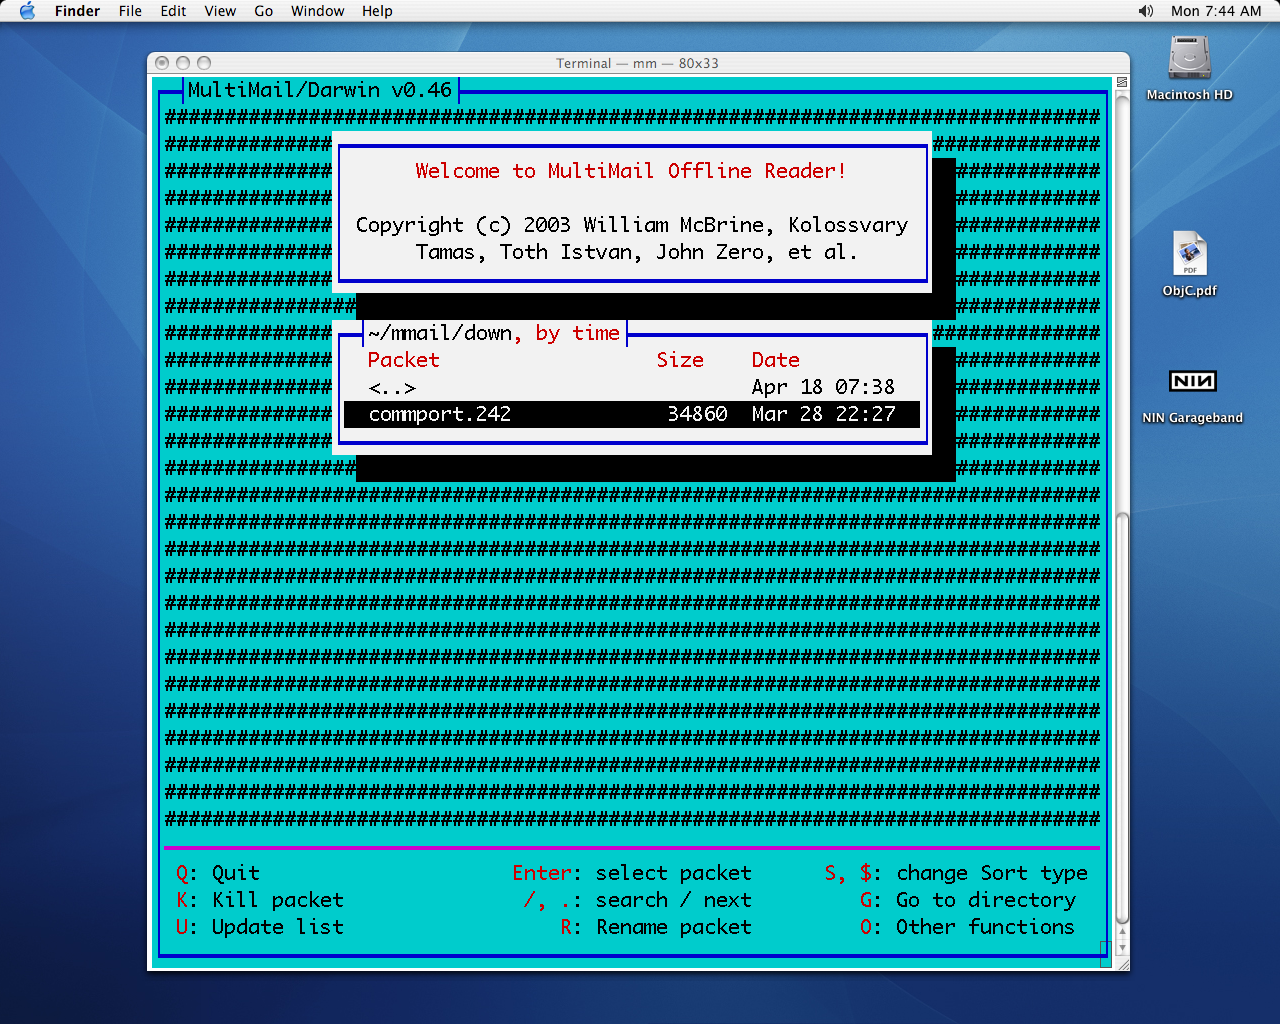 Finder File Edit View Go Window Help Mon 7:44 AM
Terminal — mm — 80x33
Macintosh HD
PDF
ObjC.pdf
NIN
NIN Garageband
MultiMail/Darwin v0.46
Welcome to MultiMail Offline Reader!
Copyright (c) 2003 William McBrine, Kolossvary
Tamas, Toth Istvan, John Zero, et al.
~/mmail/down, by time
Packet Size Date
<..> Apr 18 07:38
commport.242 34860 Mar 28 22:27
Q: Quit Enter: select packet S, $: change Sort type
K: Kill packet /, .: search / next G: Go to directory
U: Update list R: Rename packet O: Other functions